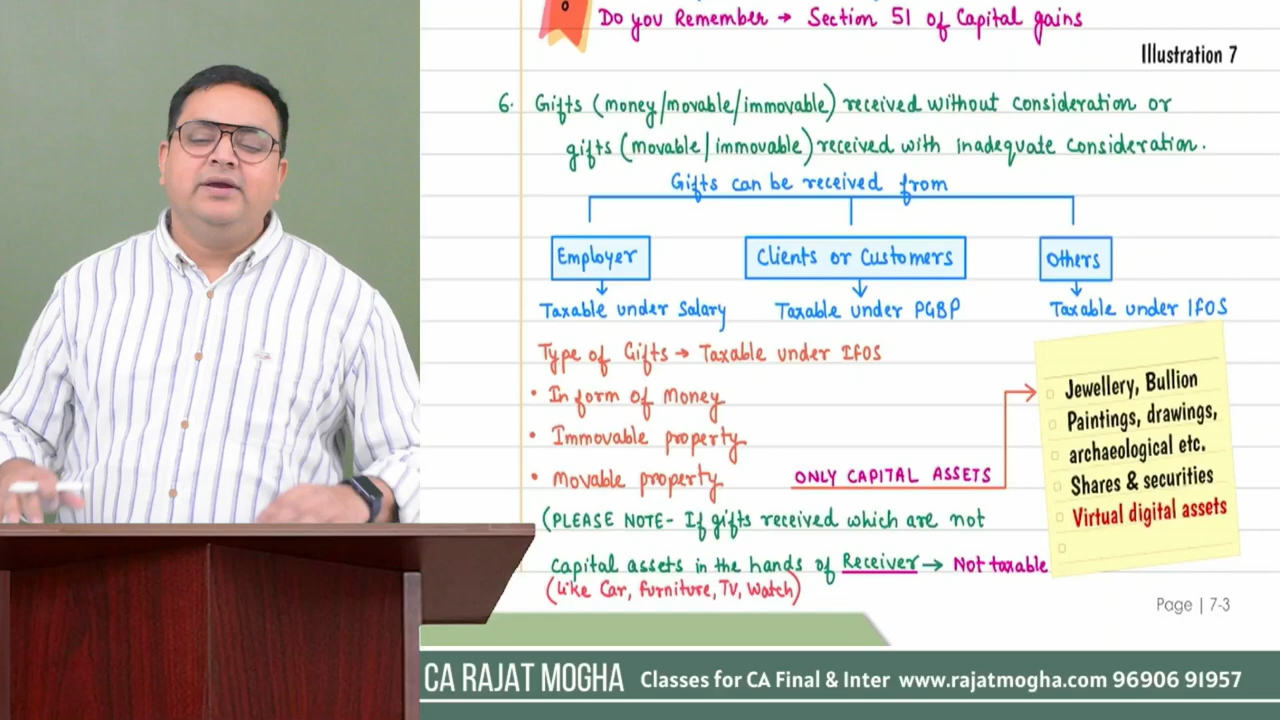 Do you Remember → Section 51 of Capital gains
Illustration 7
6. Gifts (money/movable/immovable) received without consideration or
gifts (movable/immovable) received with inadequate consideration.
Gifts can be received from
Employer
Clients or Customers
Others
Taxable under Salary
Taxable under PGBP
Taxable under IFOS
Type of Gifts → Taxable under IFOS
• In form of Money
• Immovable property
• Movable property
ONLY CAPITAL ASSETS
Jewellery, Bullion
Paintings, drawings,
archaeological etc.
Shares & securities
Virtual digital assets
(PLEASE NOTE- If gifts received which are not
capital assets in the hands of Receiver → Not taxable
(like Car, furniture, TV, Watch)
Page | 7-3
CA RAJAT MOGHA Classes for CA Final & Inter www.rajatmogha.com 96906 91957